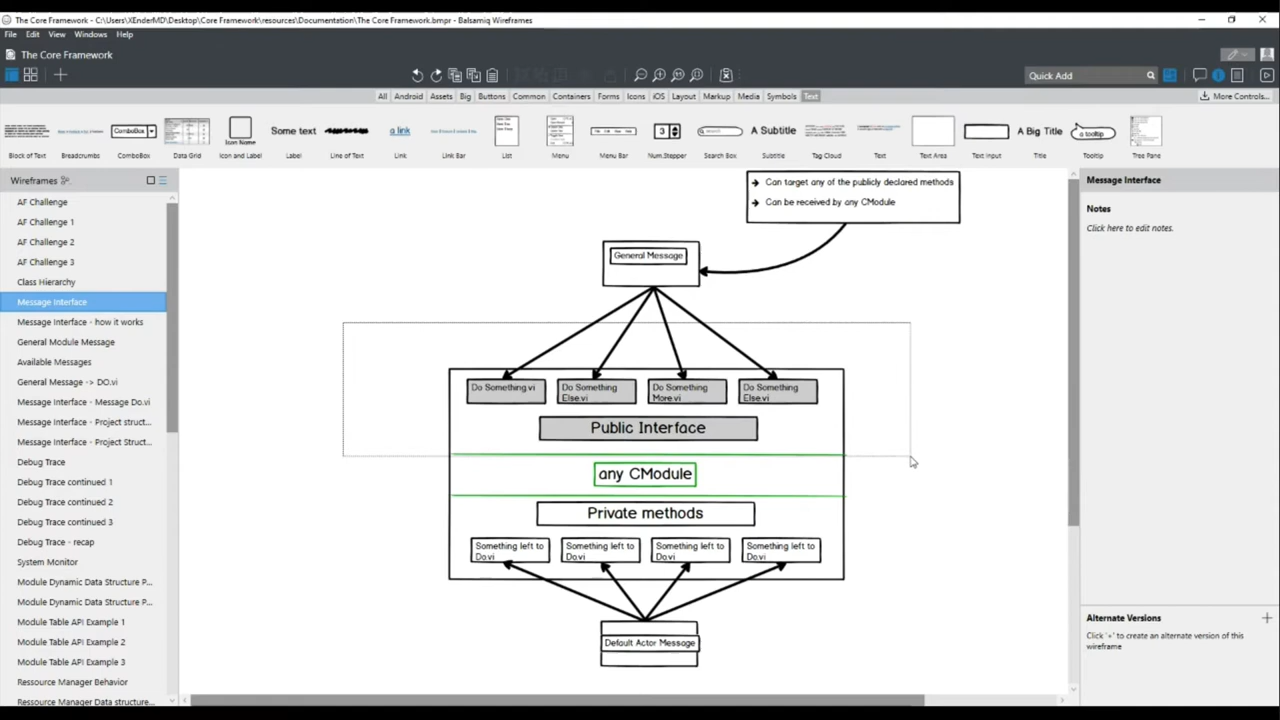 The Core Framework - C:\Users\XEnderMD\Desktop\Core Framework\resources\Documentation\The Core Framework.bmpr - Balsamiq Wireframes
File Edit View Windows Help
The Core Framework
Quick Add
All Android Assets Big Buttons Common Containers Forms Icons iOS Layout Markup Media Symbols Text
More Controls...
ComboBox
Icon Name
Some text
a link
3
search
A Subtitle
A Big Title
a tooltip
Block of Text Breadcrumbs ComboBox Data Grid Icon and Label Label Line of Text Link Link Bar List Menu Menu Bar Num.Stepper Search Box Subtitle Tag Cloud Text Text Area Text Input Title Tooltip Tree Pane
Wireframes
AF Challenge
AF Challenge 1
AF Challenge 2
AF Challenge 3
Class Hierarchy
Message Interface
Message Interface - how it works
General Module Message
Available Messages
General Message -> DO.vi
Message Interface - Message Do.vi
Message Interface - Project struct...
Message Interface - Project Struct...
Debug Trace
Debug Trace continued 1
Debug Trace continued 2
Debug Trace continued 3
Debug Trace - recap
System Monitor
Module Dynamic Data Structure P...
Module Dynamic Data Structure P...
Module Table API Example 1
Module Table API Example 2
Module Table API Example 3
Ressource Manager Behavior
Ressource Manager Data structure...
Can target any of the publicly declared methods
Can be received by any CModule
General Message
Do Something.vi
Do Something
Else.vi
Do Something
More.vi
Do Something
Else.vi
Public Interface
any CModule
Private methods
Something left to
Do.vi
Something left to
Do.vi
Something left to
Do.vi
Something left to
Do.vi
Default Actor Message
Message Interface
Notes
Click here to edit notes.
Alternate Versions
Click '+' to create an alternate version of this
wireframe